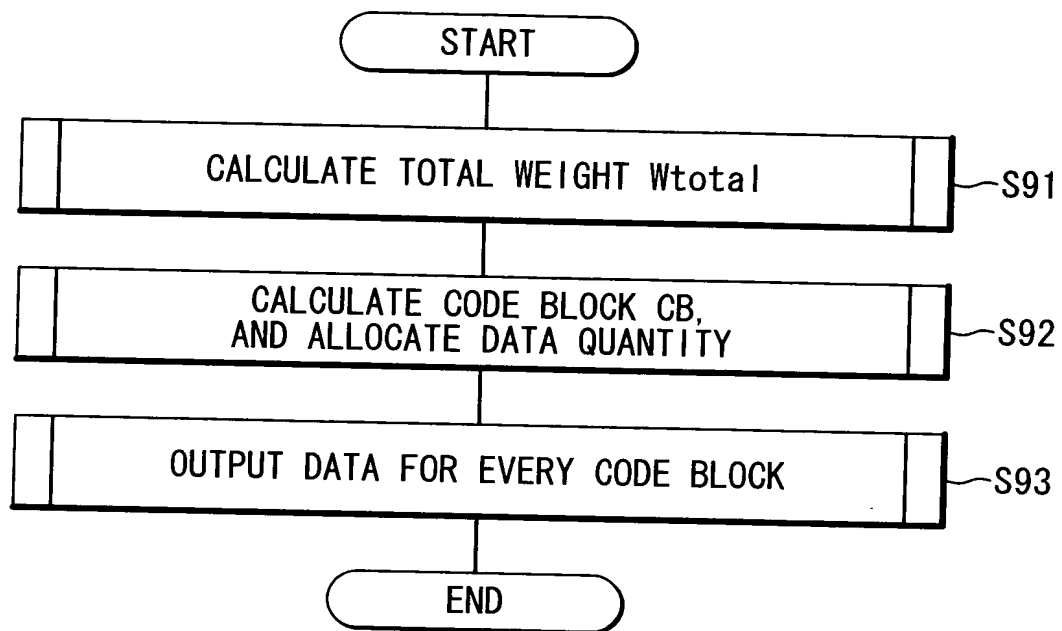 START
CALCULATE TOTAL WEIGHT Wtotal
S91
CALCULATE CODE BLOCK CB,
AND ALLOCATE DATA QUANTITY
S92
OUTPUT DATA FOR EVERY CODE BLOCK
S93
END